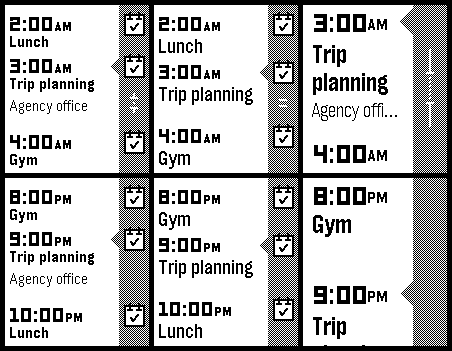 2:00AM
Lunch
3:00AM
Trip planning
Agency office
4:00AM
Gym
2:00AM
Lunch
3:00AM
Trip planning
4:00AM
Gym
3:00AM
Trip
planning
Agency offi...
4:00AM
8:00PM
Gym
9:00PM
Trip planning
Agency office
10:00PM
Lunch
8:00PM
Gym
9:00PM
Trip planning
10:00PM
Lunch
8:00PM
Gym
9:00PM
Trip